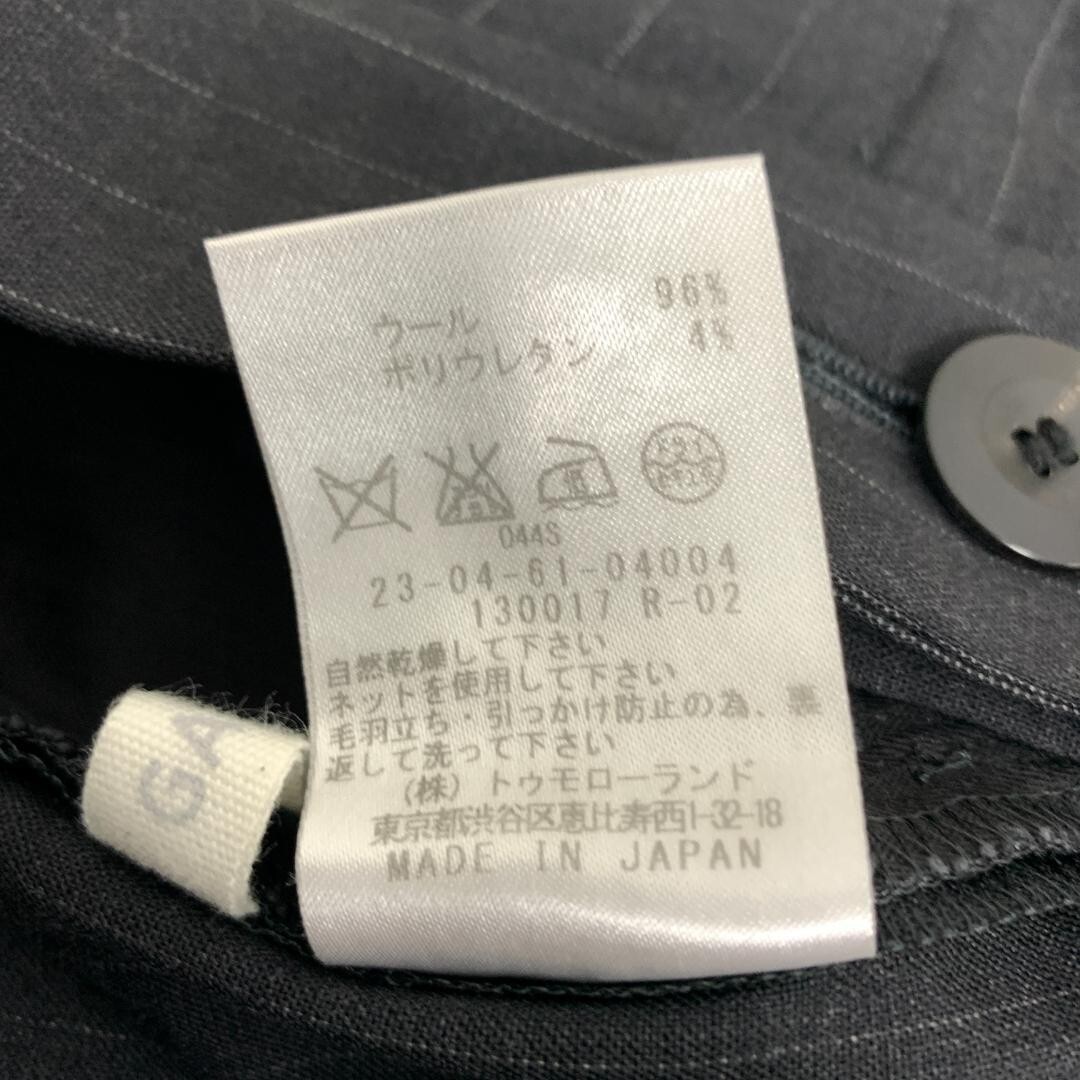 ウール 96%
ポリウレタン 4%
044S
23-04-61-04004
130017 R-02
自然乾燥して下さい
ネットを使用して下さい
毛羽立ち・引っかけ防止の為、裏
返して洗って下さい
(株) トゥモローランド
東京都渋谷区恵比寿西1-32-18
MADE IN JAPAN
GA